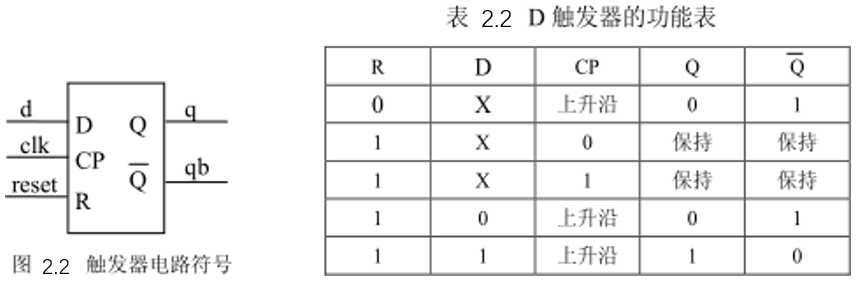 表 2.2 D 触发器的功能表
R D CP Q Q̅
0 X 上升沿 0 1
1 X 0 保持 保持
1 X 1 保持 保持
1 0 上升沿 0 1
1 1 上升沿 1 0
d q
D Q
clk
CP
qb
Q̅
reset
R
图 2.2 触发器电路符号